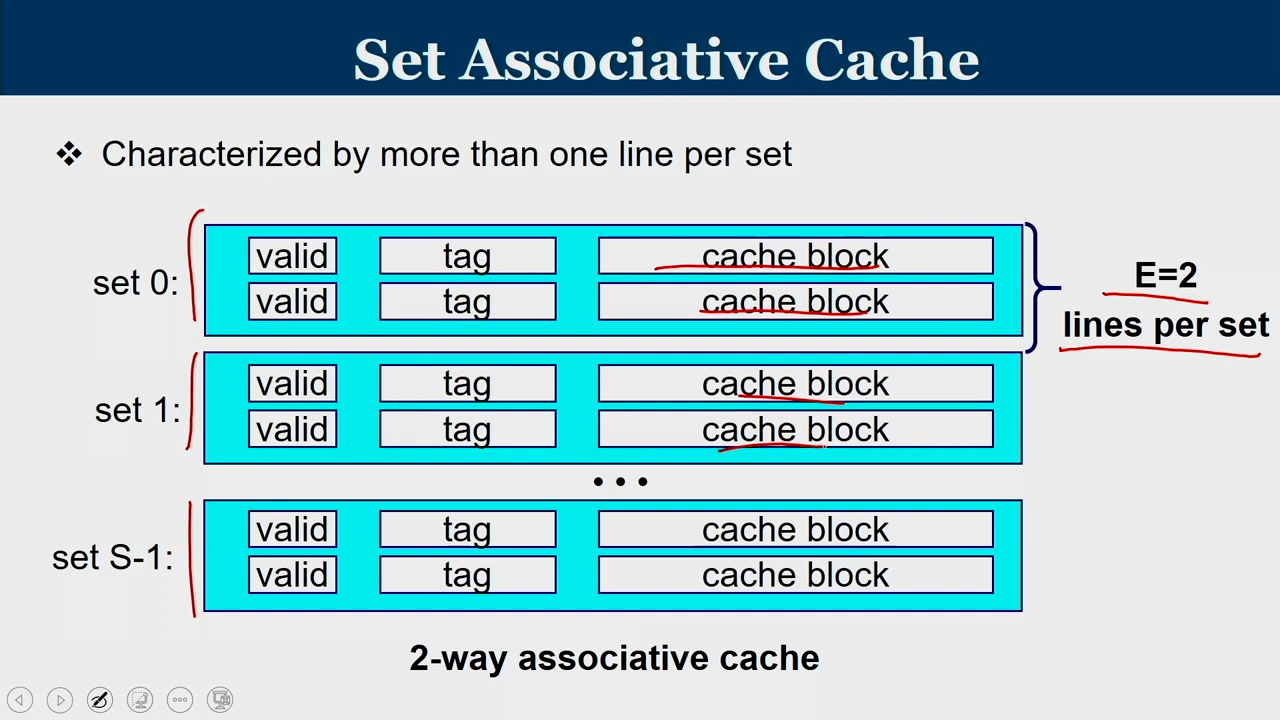 Set Associative Cache
❖ Characterized by more than one line per set
set 0:
valid tag cache block
valid tag cache block
E=2
lines per set
set 1:
valid tag cache block
valid tag cache block
• • •
set S-1:
valid tag cache block
valid tag cache block
2-way associative cache